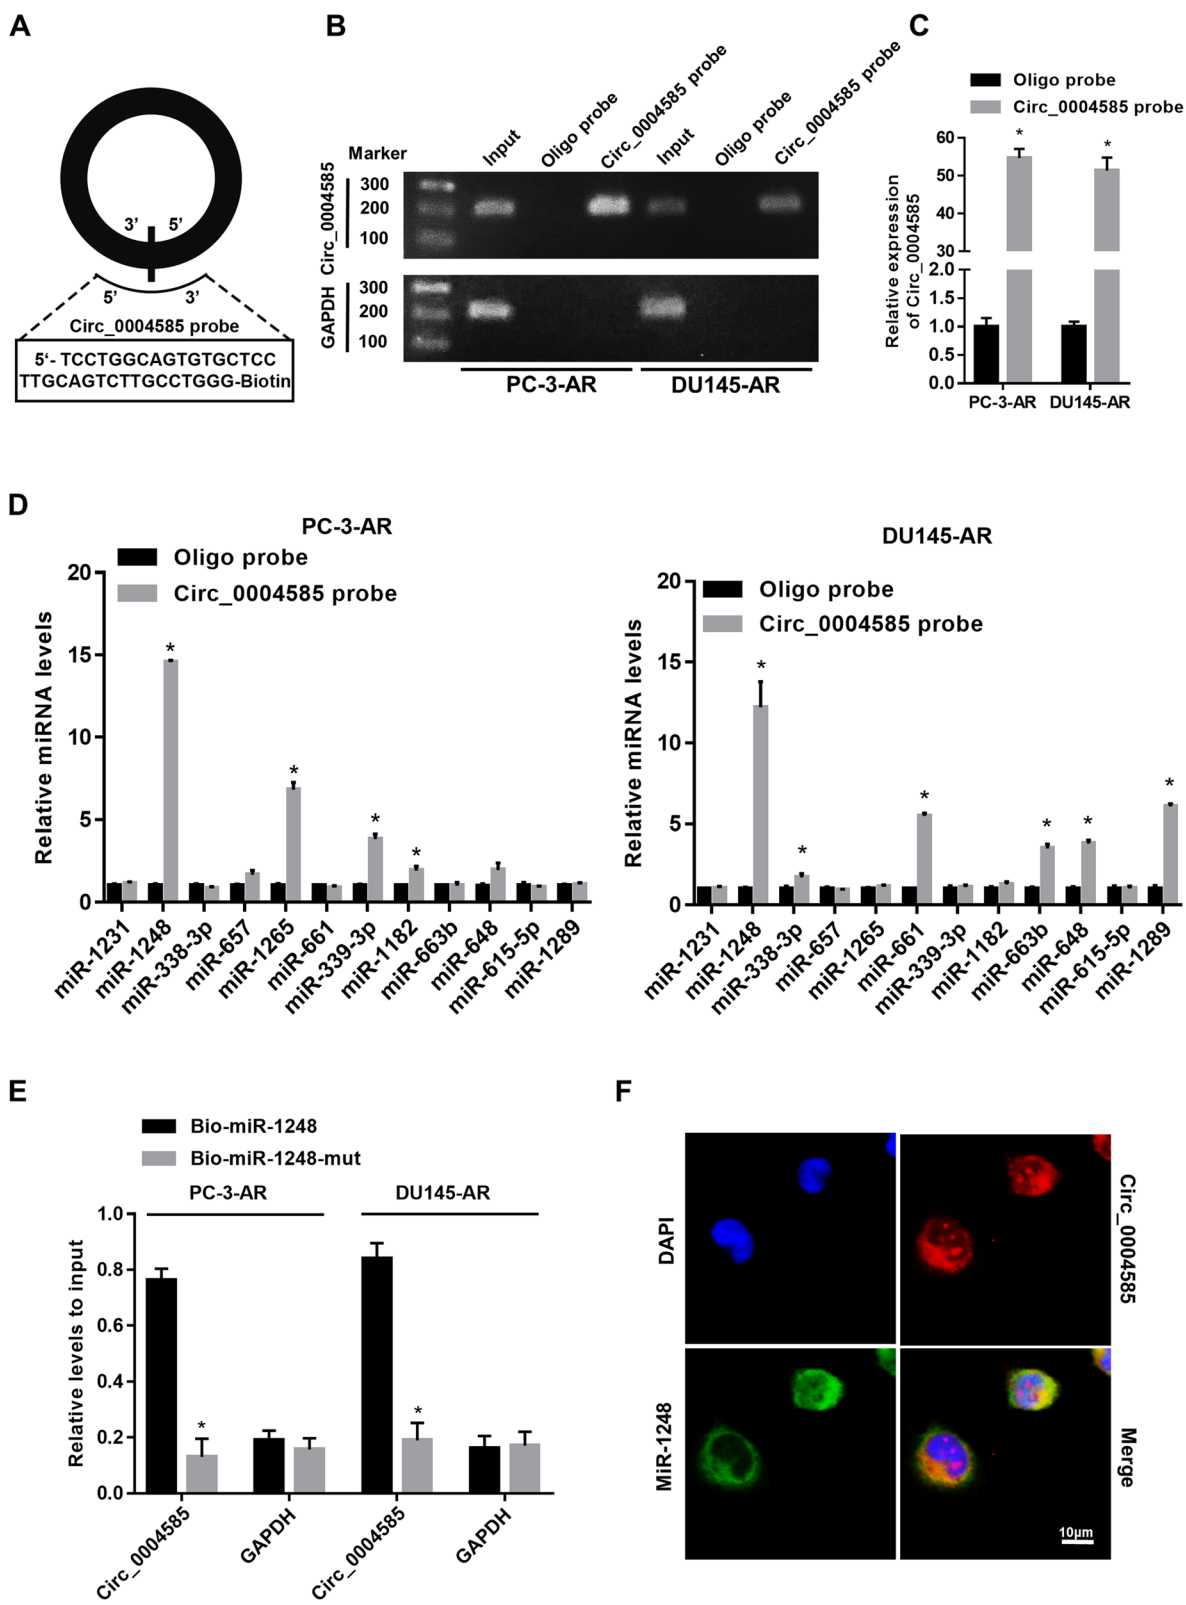 A
3’ 5’
5’ 3’
Circ_0004585 probe
5‘- TCCTGGCAGTGTGCTCC
TTGCAGTCTTGCCTGGG-Biotin
B
Marker
Input
Oligo probe
Circ_0004585 probe
Input
Oligo probe
Circ_0004585 probe
Circ_0004585
300
200
100
GAPDH
300
200
100
PC-3-AR DU145-AR
C
Oligo probe
Circ_0004585 probe
Relative expression
of Circ_0004585
60
50
40
30
2.0
1.5
1.0
0.5
0.0
* *
PC-3-AR DU145-AR
D
PC-3-AR
Oligo probe
Circ_0004585 probe
Relative miRNA levels
20
15
10
5
0
* * * *
miR-1231
miR-1248
miR-338-3p
miR-657
miR-1265
miR-661
miR-339-3p
miR-1182
miR-663b
miR-648
miR-615-5p
miR-1289
DU145-AR
Oligo probe
Circ_0004585 probe
Relative miRNA levels
20
15
10
5
0
* * * * * *
miR-1231
miR-1248
miR-338-3p
miR-657
miR-1265
miR-661
miR-339-3p
miR-1182
miR-663b
miR-648
miR-615-5p
miR-1289
E
Bio-miR-1248
Bio-miR-1248-mut
PC-3-AR DU145-AR
Relative levels to input
1.0
0.8
0.6
0.4
0.2
0.0
* *
Circ_0004585
GAPDH
Circ_0004585
GAPDH
F
DAPI
Circ_0004585
MiR-1248
Merge
10μm